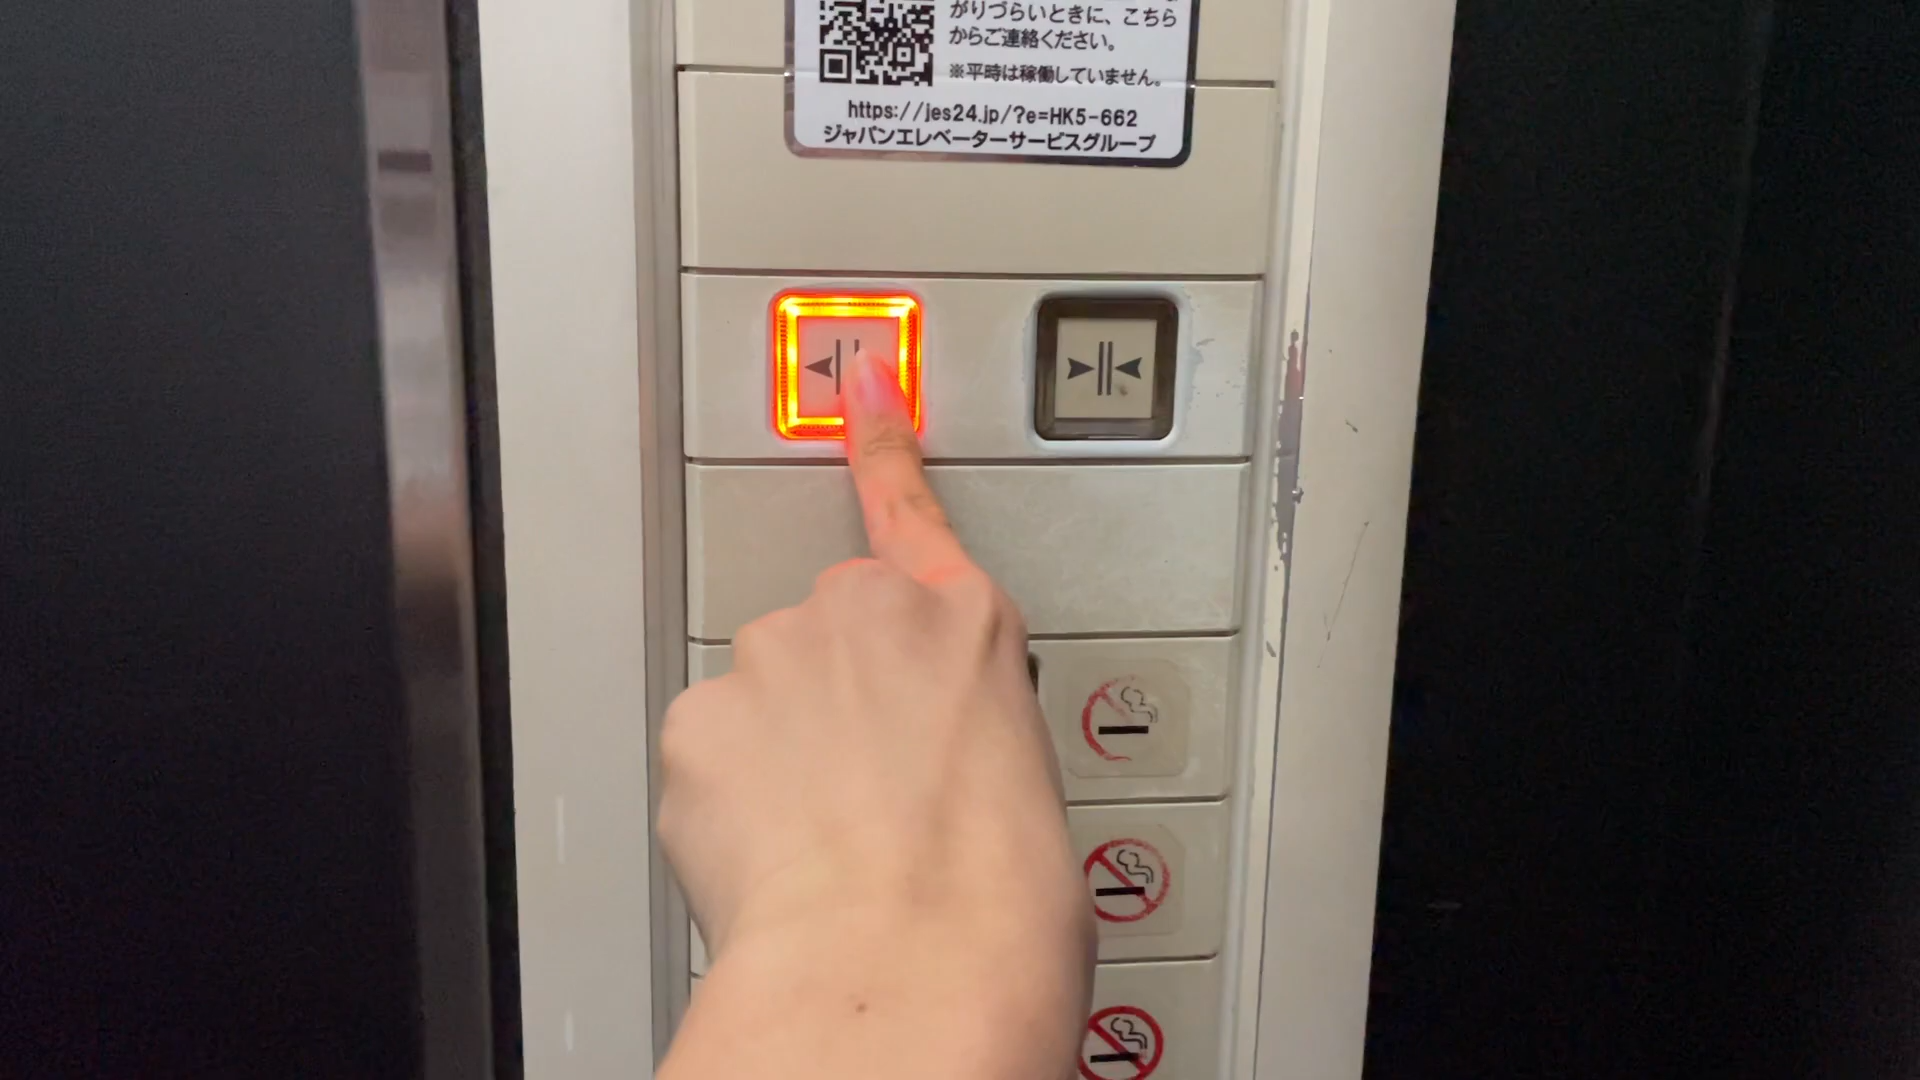 がりづらいときに、こちら
からご連絡ください。
※平時は稼働していません。
https://jes24.jp/?e=HK5-662
ジャパンエレベーターサービスグループ